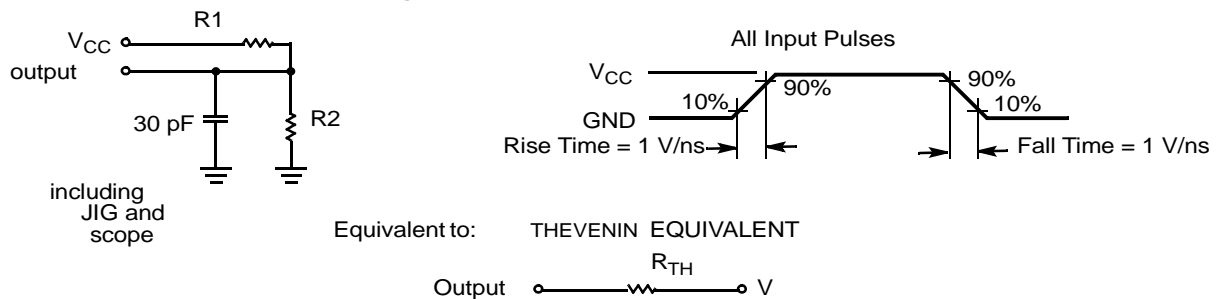 R1
VCC
output
30 pF
R2
including
JIG and
scope
All Input Pulses
VCC
GND
10%
90%
90%
10%
Rise Time = 1 V/ns
Fall Time = 1 V/ns
Equivalent to: THEVENIN EQUIVALENT
RTH
Output
V